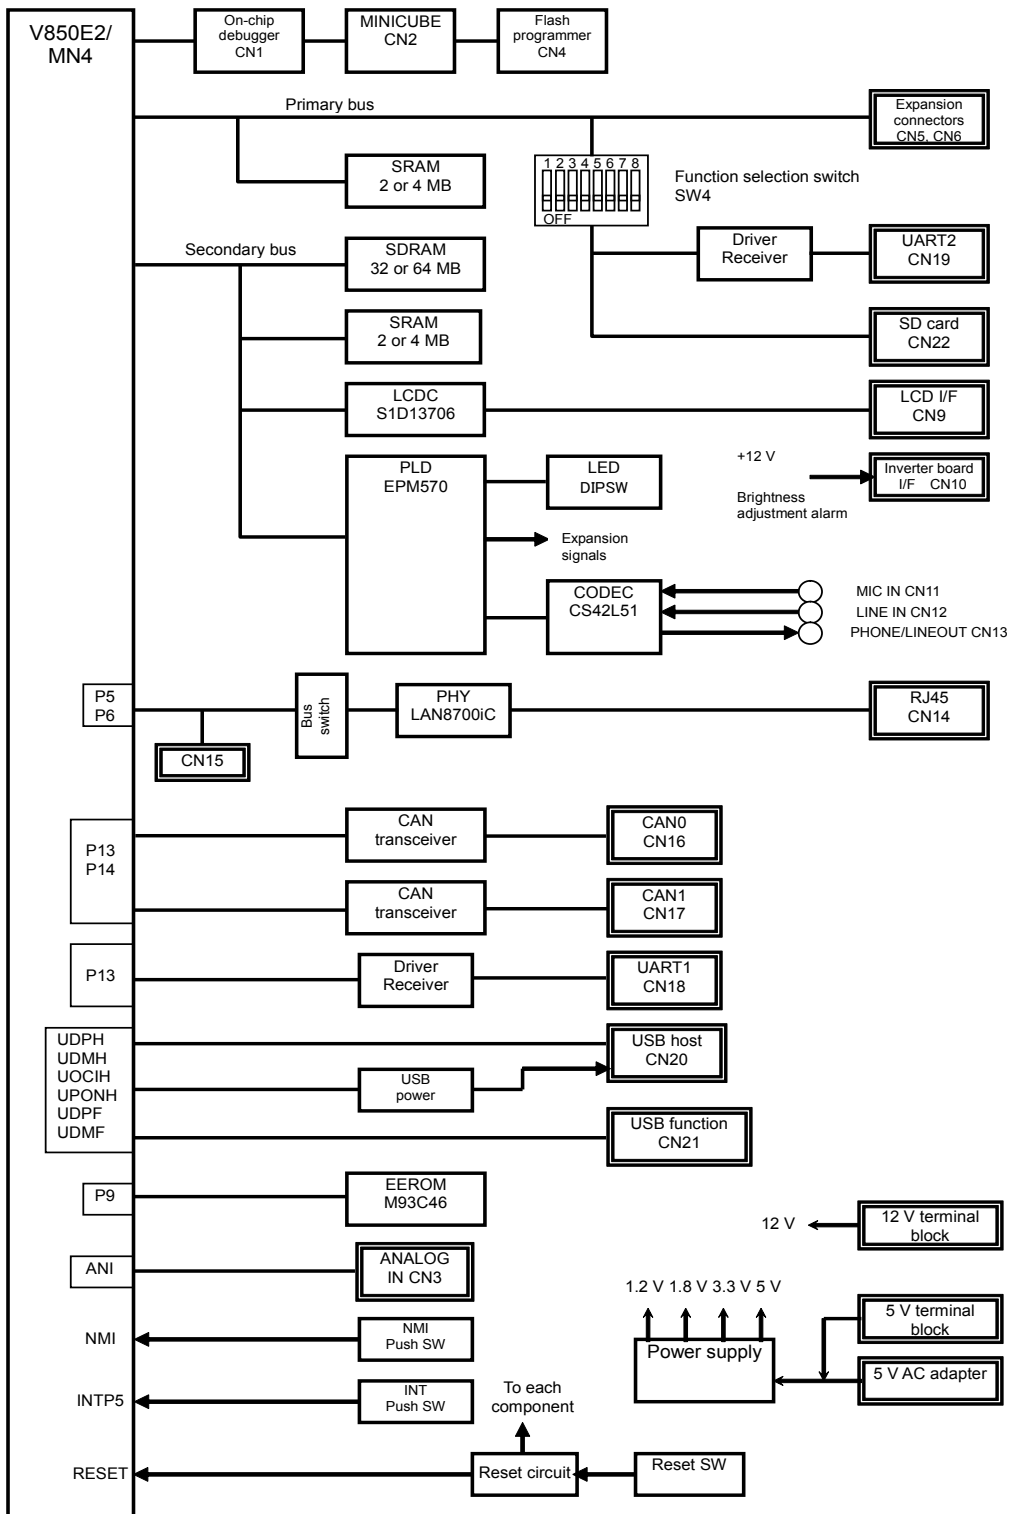 V850E2/
MN4
On-chip
debugger
CN1
MINICUBE
CN2
Flash
programmer
CN4
Primary bus
Expansion
connectors
CN5, CN6
SRAM
2 or 4 MB
1 2 3 4 5 6 7 8
OFF
Function selection switch
SW4
Secondary bus
SDRAM
32 or 64 MB
Driver
Receiver
UART2
CN19
SRAM
2 or 4 MB
SD card
CN22
LCDC
S1D13706
LCD I/F
CN9
PLD
EPM570
LED
DIPSW
+12 V
Brightness
adjustment alarm
Inverter board
I/F CN10
Expansion
signals
CODEC
CS42L51
MIC IN CN11
LINE IN CN12
PHONE/LINEOUT CN13
P5
P6
Bus
switch
PHY
LAN8700iC
RJ45
CN14
CN15
P13
P14
CAN
transceiver
CAN0
CN16
CAN
transceiver
CAN1
CN17
P13
Driver
Receiver
UART1
CN18
UDPH
UDMH
UOCIH
UPONH
UDPF
UDMF
USB host
CN20
USB
power
USB function
CN21
P9
EEROM
M93C46
12 V
12 V terminal
block
ANI
ANALOG
IN CN3
1.2 V 1.8 V 3.3 V 5 V
Power supply
5 V terminal
block
5 V AC adapter
NMI
NMI
Push SW
INTP5
INT
Push SW
To each
component
RESET
Reset circuit
Reset SW